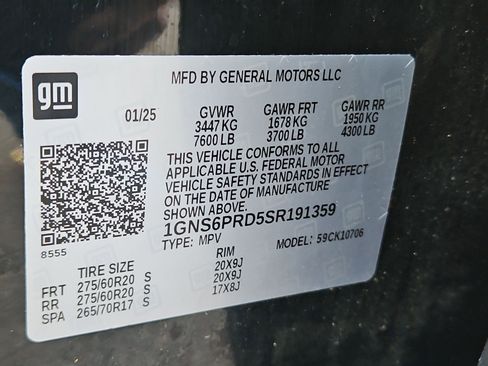 gm
MFD BY GENERAL MOTORS LLC
01/25 GVWR GAWR FRT GAWR RR
3447 KG 1678 KG 1950 KG
7600 LB 3700 LB 4300 LB
THIS VEHICLE CONFORMS TO ALL
APPLICABLE U.S. FEDERAL MOTOR
VEHICLE SAFETY STANDARDS IN EFFECT
ON THE DATE OF MANUFACTURE
SHOWN ABOVE.
1GNS6PRD5SR191359
8555 TYPE: MPV MODEL: 59CK10706
TIRE SIZE RIM
FRT 275/60R20 S 20X9J
RR 275/60R20 S 20X9J
SPA 265/70R17 S 17X8J